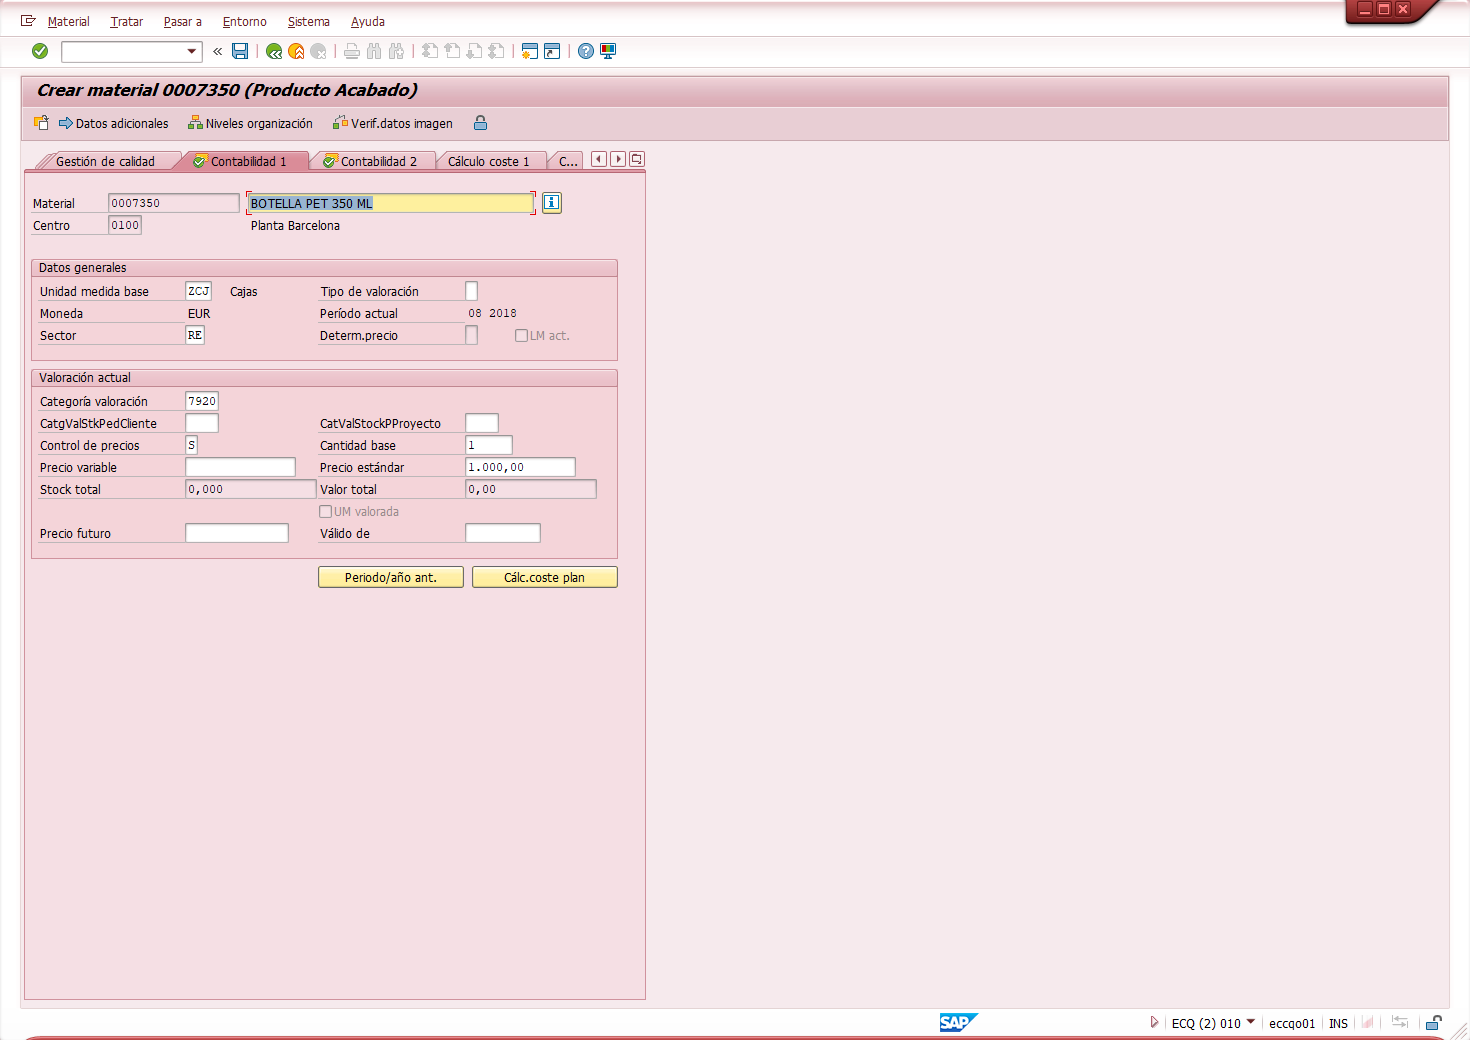 Material Tratar Pasar a Entorno Sistema Ayuda
Crear material 0007350 (Producto Acabado)
Datos adicionales Niveles organización Verif.datos imagen
Gestión de calidad Contabilidad 1 Contabilidad 2 Cálculo coste 1 C...
Material 0007350 BOTELLA PET 350 ML
Centro 0100 Planta Barcelona
Datos generales
Unidad medida base ZCJ Cajas Tipo de valoración
Moneda EUR Período actual 08 2018
Sector RE Determ.precio LM act.
Valoración actual
Categoría valoración 7920
CatgValStkPedCliente CatValStockPProyecto
Control de precios S Cantidad base 1
Precio variable Precio estándar 1.000,00
Stock total 0,000 Valor total 0,00
UM valorada
Precio futuro Válido de
Periodo/año ant. Cálc.coste plan
SAP ECQ (2) 010 eccqo01 INS